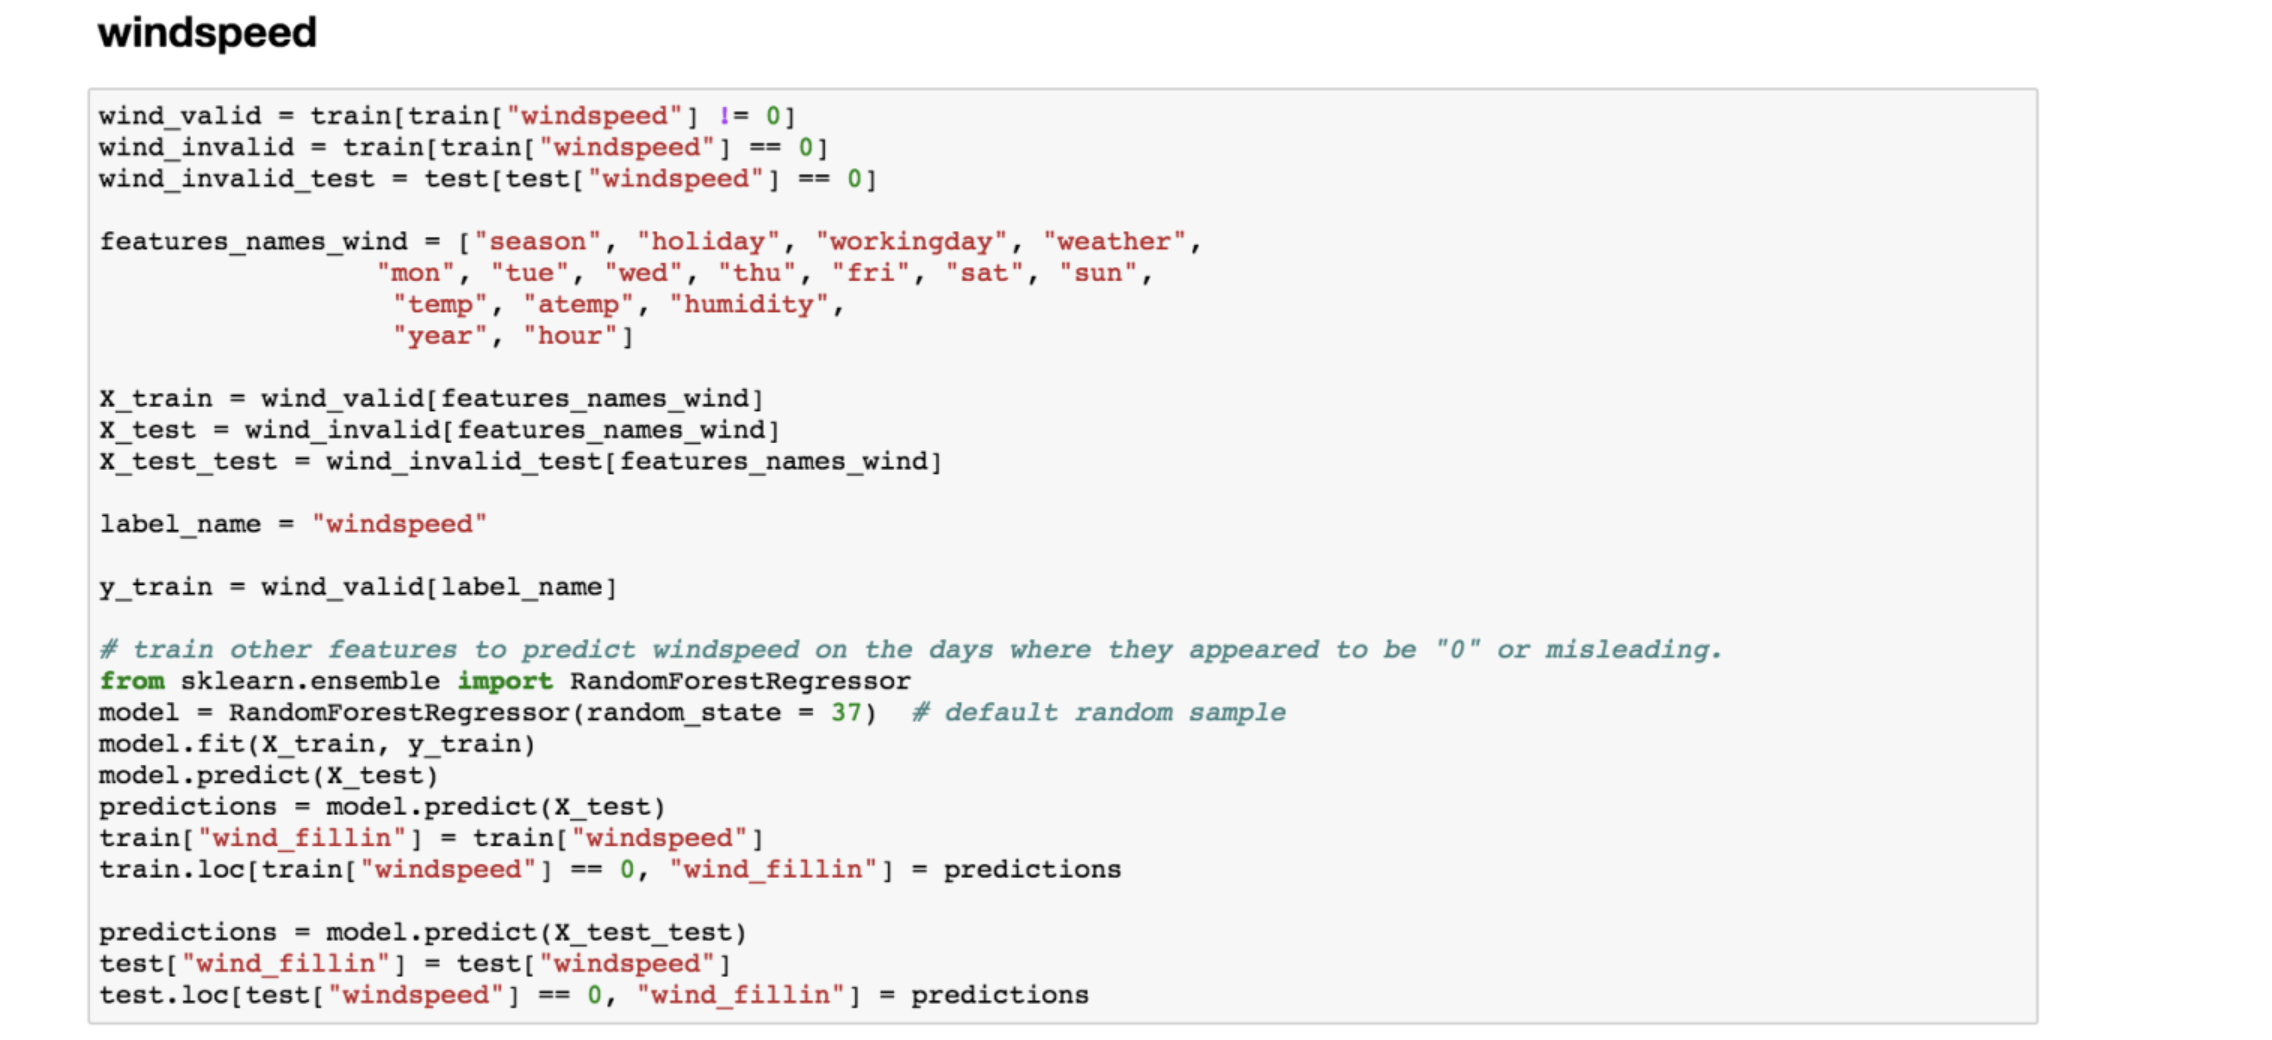 windspeed
wind_valid = train[train["windspeed"] != 0]
wind_invalid = train[train["windspeed"] == 0]
wind_invalid_test = test[test["windspeed"] == 0]
features_names_wind = ["season", "holiday", "workingday", "weather",
"mon", "tue", "wed", "thu", "fri", "sat", "sun",
"temp", "atemp", "humidity",
"year", "hour"]
X_train = wind_valid[features_names_wind]
X_test = wind_invalid[features_names_wind]
X_test_test = wind_invalid_test[features_names_wind]
label_name = "windspeed"
y_train = wind_valid[label_name]
# train other features to predict windspeed on the days where they appeared to be "0" or misleading.
from sklearn.ensemble import RandomForestRegressor
model = RandomForestRegressor(random_state = 37)  # default random sample
model.fit(X_train, y_train)
model.predict(X_test)
predictions = model.predict(X_test)
train["wind_fillin"] = train["windspeed"]
train.loc[train["windspeed"] == 0, "wind_fillin"] = predictions
predictions = model.predict(X_test_test)
test["wind_fillin"] = test["windspeed"]
test.loc[test["windspeed"] == 0, "wind_fillin"] = predictions